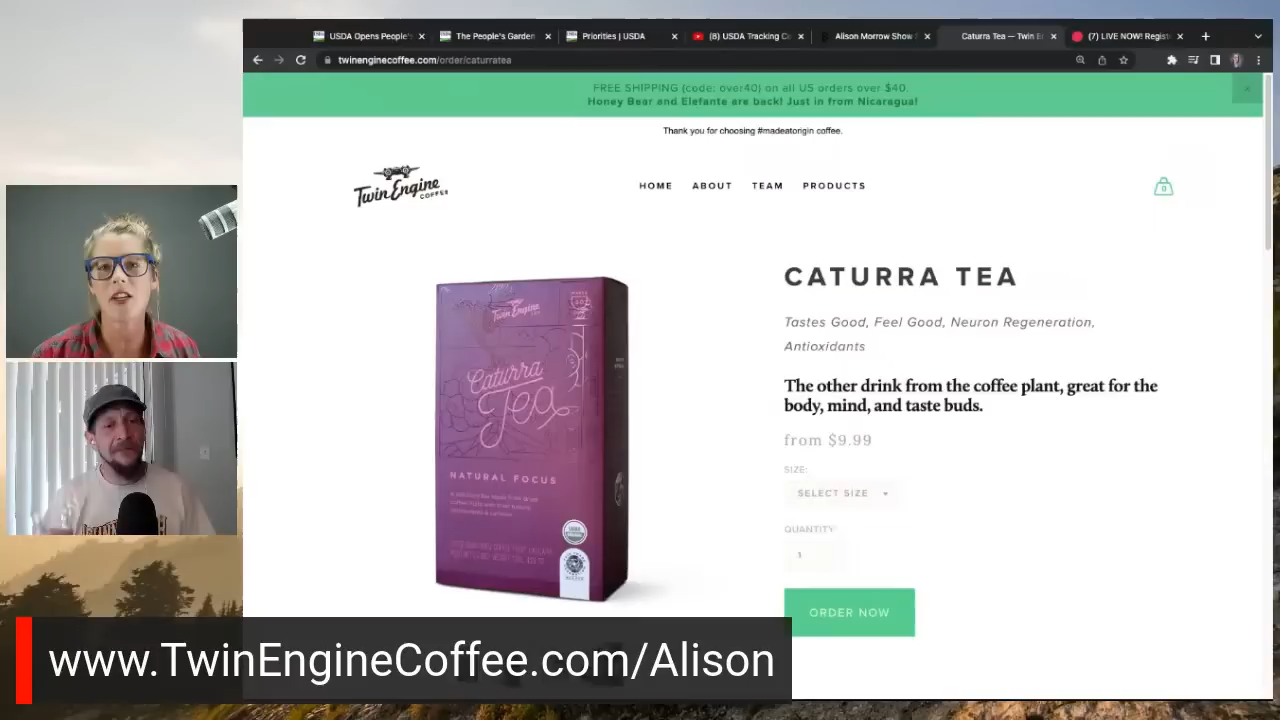 USDA Opens People's
The People's Garden
Priorities | USDA
(8) USDA Tracking Co
Alison Morrow Show
Caturra Tea — Twin E
(7) LIVE NOW! Regist
twinenginecoffee.com/order/caturratea
FREE SHIPPING (code: over40) on all US orders over $40.
Honey Bear and Elefante are back! Just in from Nicaragua!
Thank you for choosing #madeatorigin coffee.
Twin Engine
COFFEE
HOME ABOUT TEAM PRODUCTS
0
CATURRA TEA
Tastes Good, Feel Good, Neuron Regeneration,
Antioxidants
The other drink from the coffee plant, great for the
body, mind, and taste buds.
from $9.99
SIZE:
SELECT SIZE
QUANTITY:
1
ORDER NOW
Twin Engine
Caturra
Tea
NATURAL FOCUS
www.TwinEngineCoffee.com/Alison